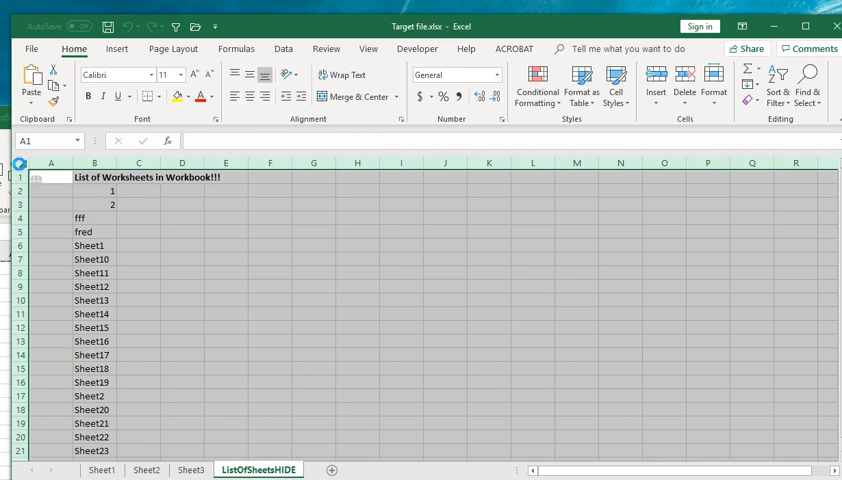 AutoSave Off Target file.xlsx - Excel Sign in
File Home Insert Page Layout Formulas Data Review View Developer Help ACROBAT Tell me what you want to do Share Comments
Calibri 11 A A Wrap Text General
Paste B I U A Merge & Center $ % , Conditional Formatting Format as Table Cell Styles Insert Delete Format Sort & Filter Find & Select
Clipboard Font Alignment Number Styles Cells Editing
A1 fx
A B C D E F G H I J K L M N O P Q R
1 List of Worksheets in Workbook!!!
2 1
3 2
4 fff
5 fred
6 Sheet1
7 Sheet10
8 Sheet11
9 Sheet12
10 Sheet13
11 Sheet14
12 Sheet15
13 Sheet16
14 Sheet17
15 Sheet18
16 Sheet19
17 Sheet2
18 Sheet20
19 Sheet21
20 Sheet22
21 Sheet23
Sheet1 Sheet2 Sheet3 ListOfSheetsHIDE